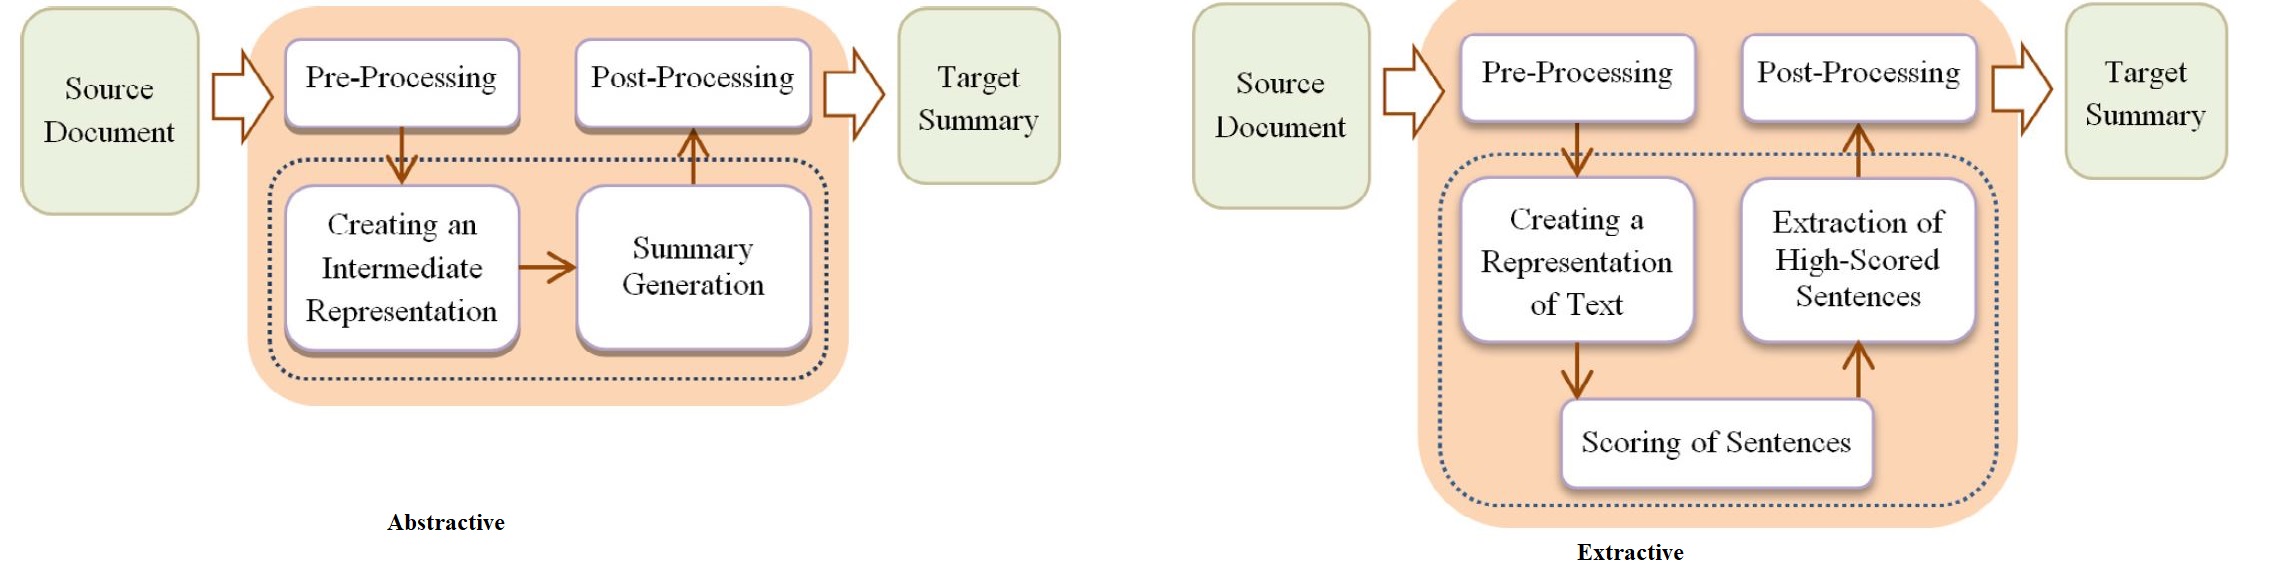 Source
Document
Pre-Processing
Creating an
Intermediate
Representation
Summary
Generation
Post-Processing
Target
Summary
Abstractive
Source
Document
Pre-Processing
Creating a
Representation
of Text
Scoring of Sentences
Extraction of
High-Scored
Sentences
Post-Processing
Target
Summary
Extractive